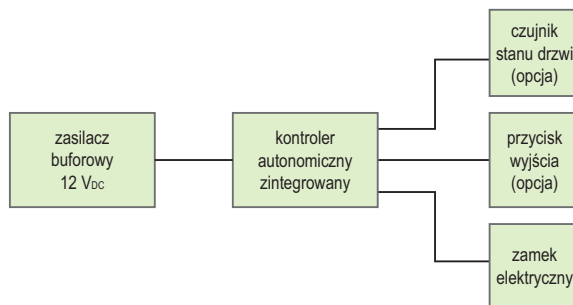 czujnik
stanu drzwi
(opcja)
zasilacz
buforowy
12 VDC
kontroler
autonomiczny
zintegrowany
przycisk
wyjścia
(opcja)
zamek
elektryczny